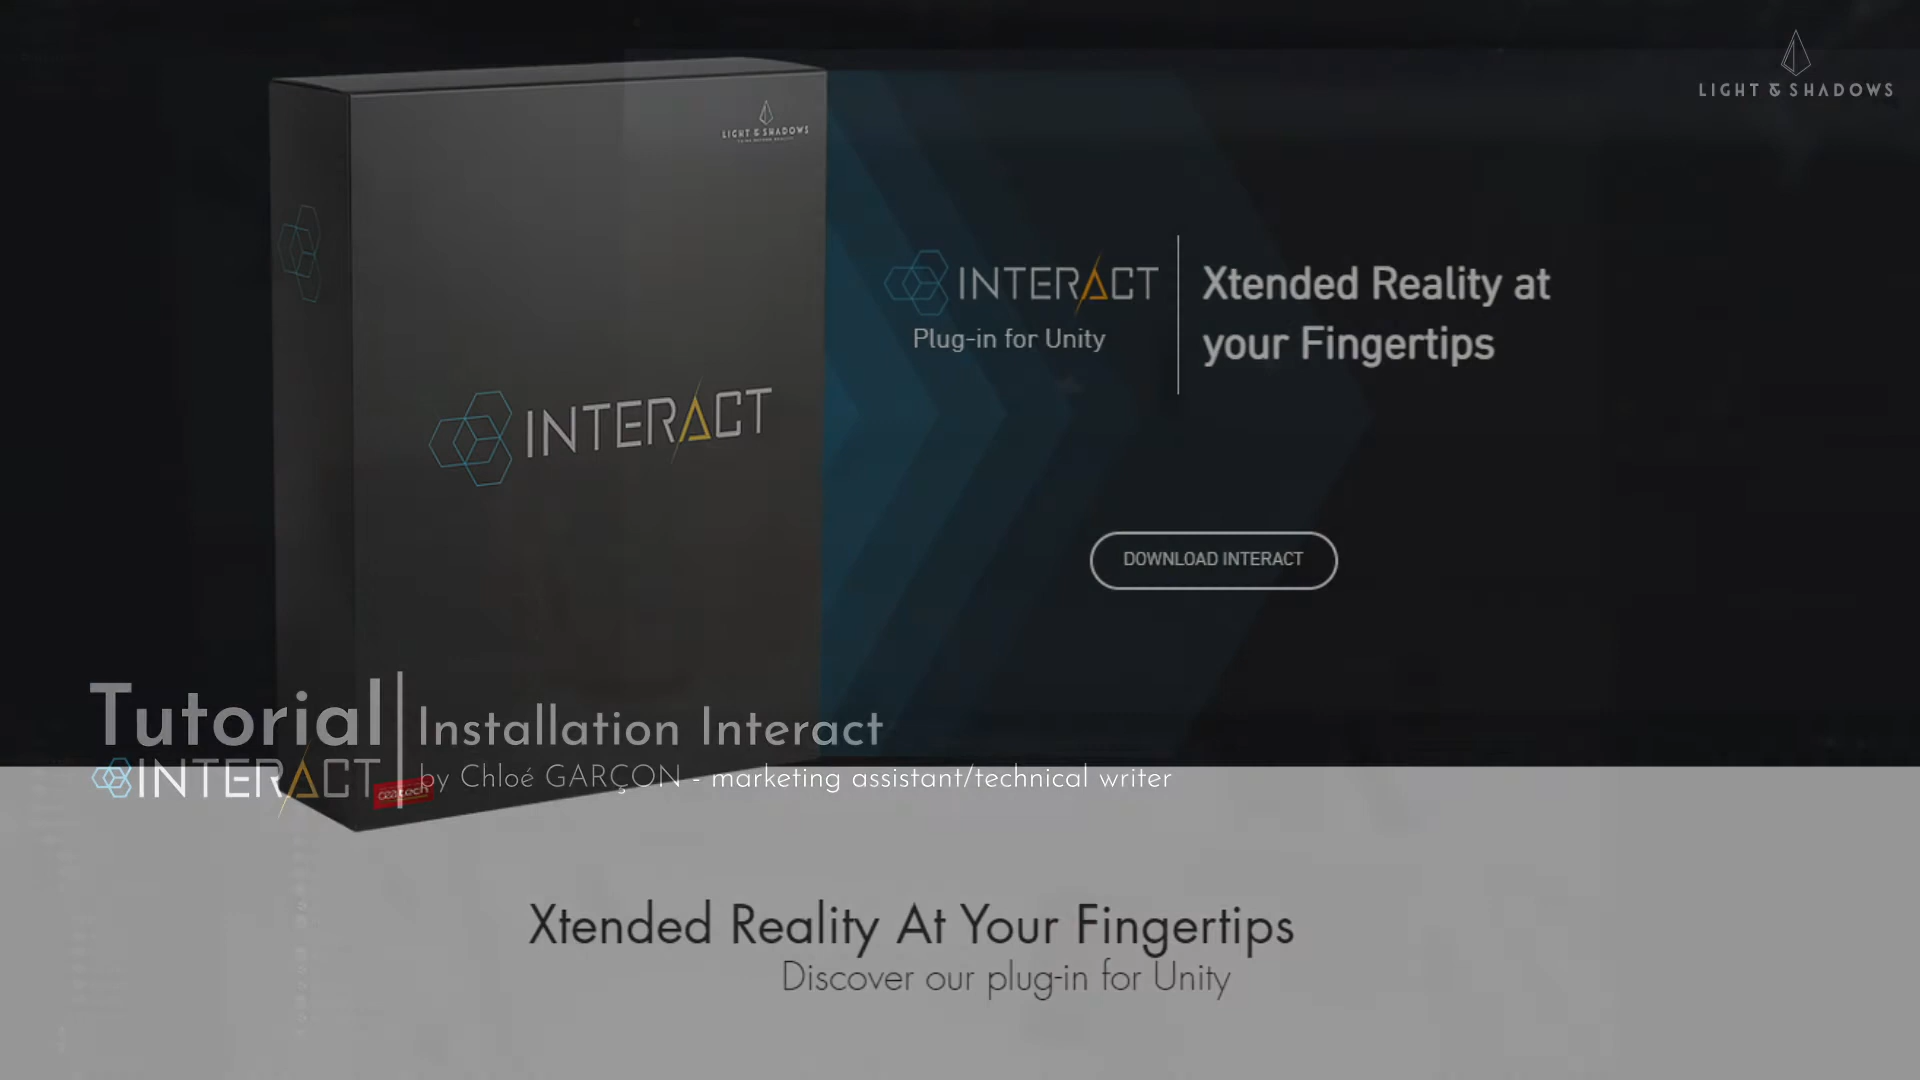 LIGHT & SHADOWS
LIGHT & SHADOWS
INTERACT
INTERACT
Plug-in for Unity
Xtended Reality at
your Fingertips
DOWNLOAD INTERACT
Tutorial
INTERACT
Installation Interact
by Chloé GARÇON - marketing assistant/technical writer
ceatech
Xtended Reality At Your Fingertips
Discover our plug-in for Unity